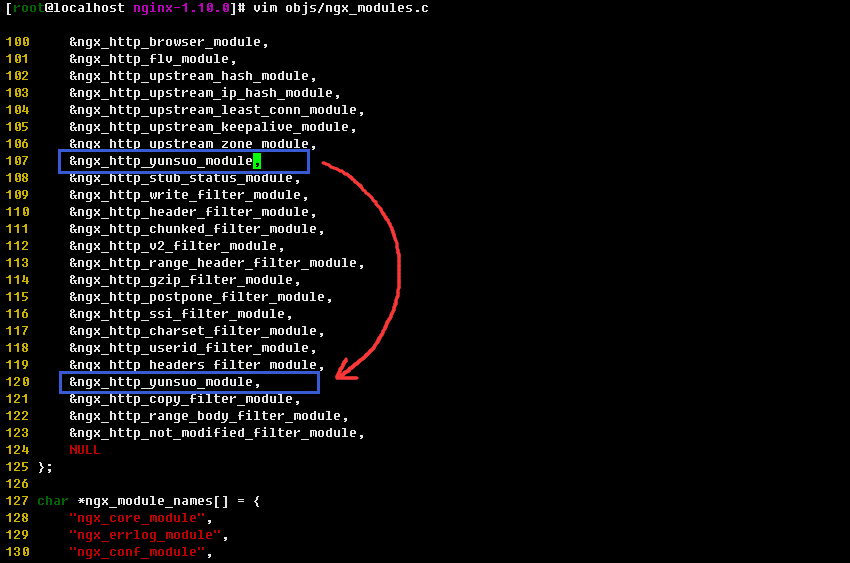 [root@localhost nginx-1.10.0]# vim objs/ngx_modules.c
100 &ngx_http_browser_module,
101 &ngx_http_flv_module,
102 &ngx_http_upstream_hash_module,
103 &ngx_http_upstream_ip_hash_module,
104 &ngx_http_upstream_least_conn_module,
105 &ngx_http_upstream_keepalive_module,
106 &ngx_http_upstream_zone_module,
107 &ngx_http_yunsuo_module,
108 &ngx_http_stub_status_module,
109 &ngx_http_write_filter_module,
110 &ngx_http_header_filter_module,
111 &ngx_http_chunked_filter_module,
112 &ngx_http_v2_filter_module,
113 &ngx_http_range_header_filter_module,
114 &ngx_http_gzip_filter_module,
115 &ngx_http_postpone_filter_module,
116 &ngx_http_ssi_filter_module,
117 &ngx_http_charset_filter_module,
118 &ngx_http_userid_filter_module,
119 &ngx_http_headers_filter_module,
120 &ngx_http_yunsuo_module,
121 &ngx_http_copy_filter_module,
122 &ngx_http_range_body_filter_module,
123 &ngx_http_not_modified_filter_module,
124 NULL
125 };
126
127 char *ngx_module_names[] = {
128 "ngx_core_module",
129 "ngx_errlog_module",
130 "ngx_conf_module",